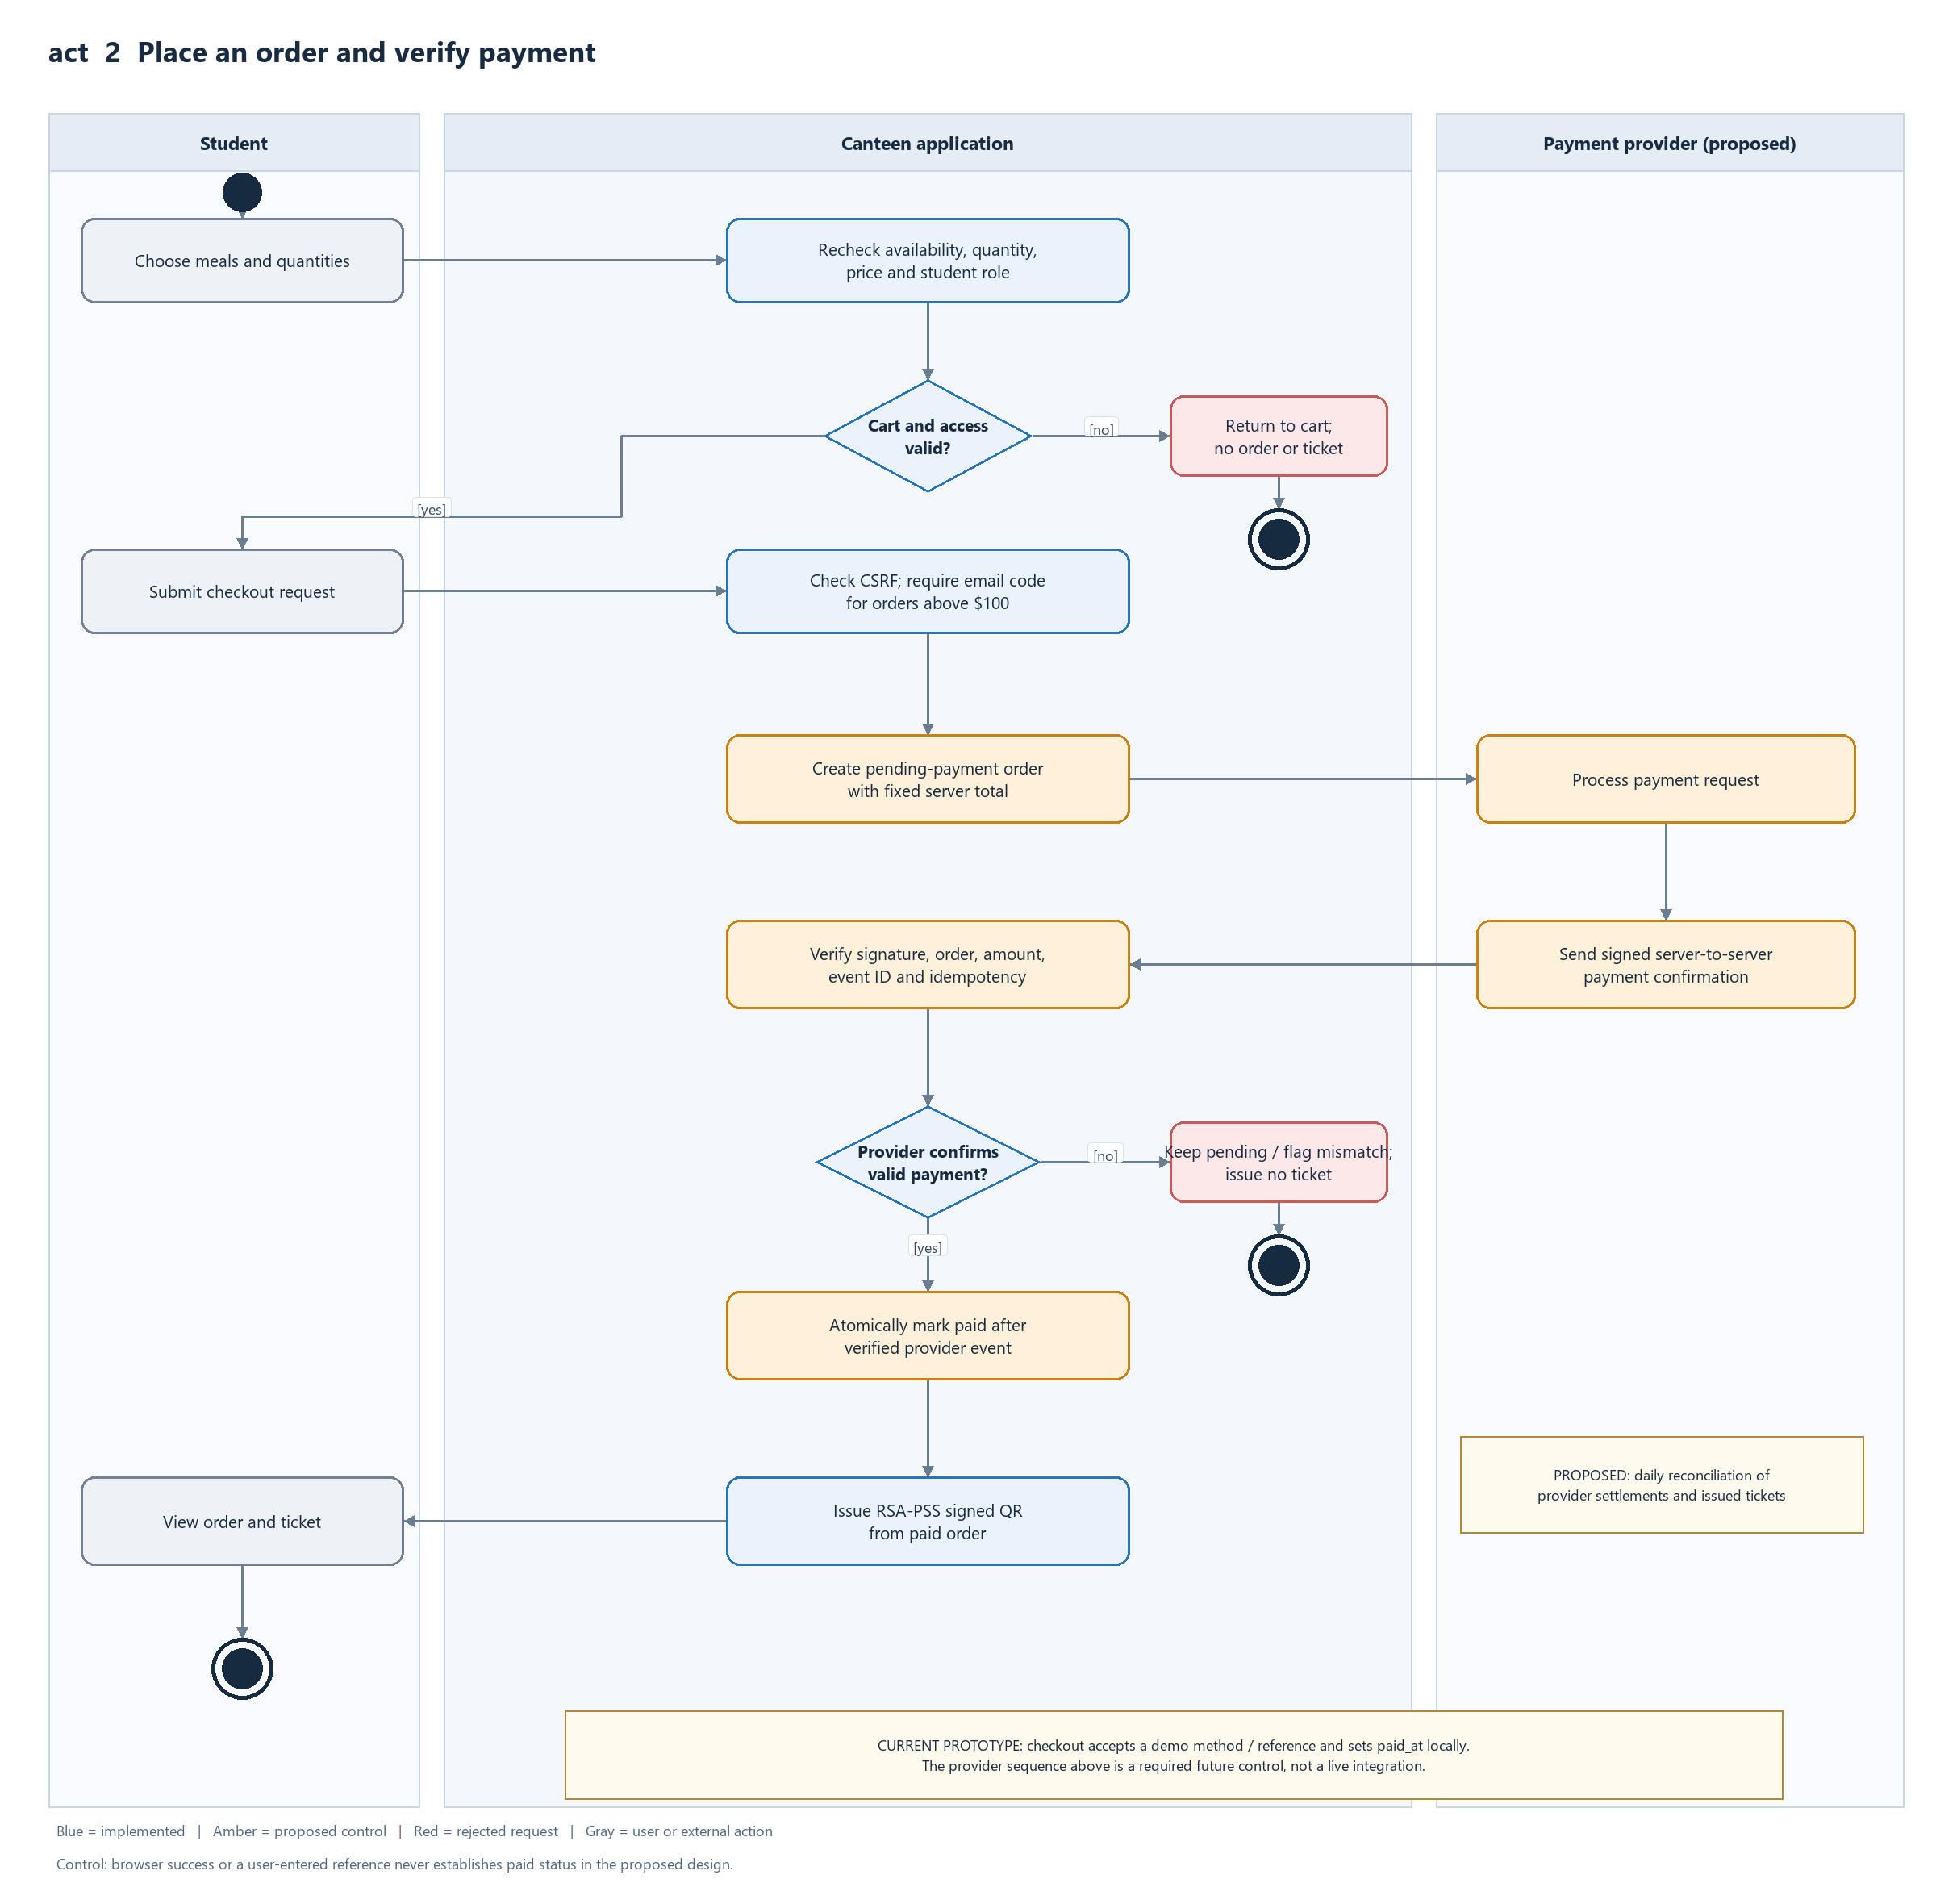 act  2  Place an order and verify payment
Student
Canteen application
Payment provider (proposed)
Choose meals and quantities
Recheck availability, quantity,
price and student role
Cart and access
valid?
[no]
Return to cart;
no order or ticket
[yes]
Submit checkout request
Check CSRF; require email code
for orders above $100
Create pending-payment order
with fixed server total
Process payment request
Verify signature, order, amount,
event ID and idempotency
Send signed server-to-server
payment confirmation
Provider confirms
valid payment?
[no]
Keep pending / flag mismatch;
issue no ticket
[yes]
Atomically mark paid after
verified provider event
PROPOSED: daily reconciliation of
provider settlements and issued tickets
View order and ticket
Issue RSA-PSS signed QR
from paid order
CURRENT PROTOTYPE: checkout accepts a demo method / reference and sets paid_at locally.
The provider sequence above is a required future control, not a live integration.
Blue = implemented | Amber = proposed control | Red = rejected request | Gray = user or external action
Control: browser success or a user-entered reference never establishes paid status in the proposed design.